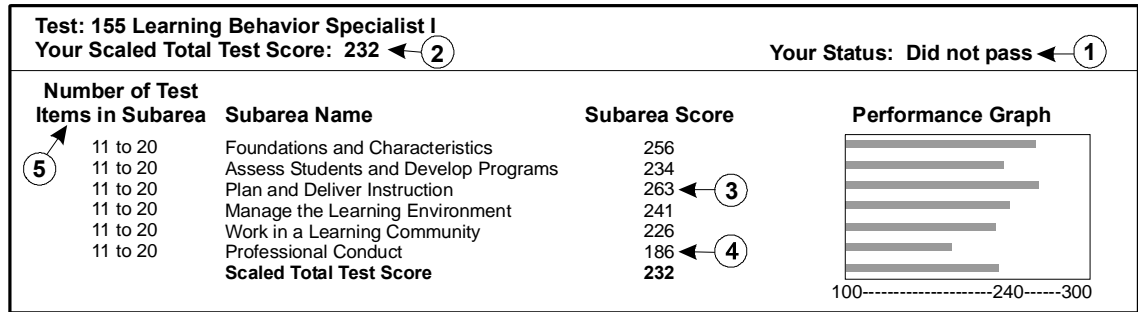 Test: 155 Learning Behavior Specialist I
Your Scaled Total Test Score: 232 2
Your Status: Did not pass 1
Number of Test
Items in Subarea Subarea Name Subarea Score Performance Graph
5
11 to 20 Foundations and Characteristics 256
11 to 20 Assess Students and Develop Programs 234
11 to 20 Plan and Deliver Instruction 263 3
11 to 20 Manage the Learning Environment 241
11 to 20 Work in a Learning Community 226
11 to 20 Professional Conduct 186 4
Scaled Total Test Score 232
100----------------------240------300